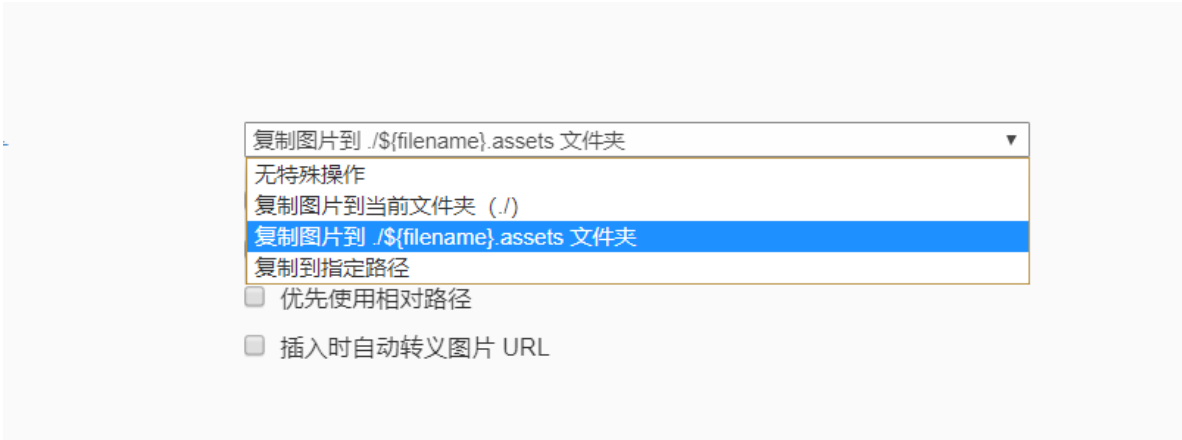 复制图片到 ./${filename}.assets 文件夹
无特殊操作
复制图片到当前文件夹 (./)
复制图片到 ./${filename}.assets 文件夹
复制到指定路径
优先使用相对路径
插入时自动转义图片 URL